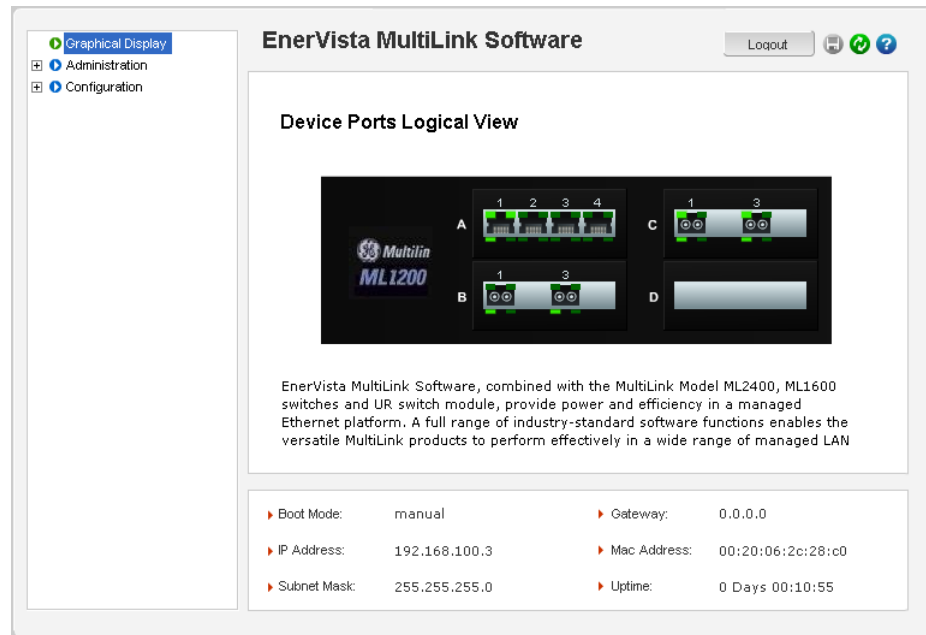 Graphical Display
Administration
Configuration
EnerVista MultiLink Software
Logout
Device Ports Logical View
1 2 3 4
A
1 3
C
Multilin
ML1200
1 3
B
D
EnerVista MultiLink Software, combined with the MultiLink Model ML2400, ML1600
switches and UR switch module, provide power and efficiency in a managed
Ethernet platform. A full range of industry-standard software functions enables the
versatile MultiLink products to perform effectively in a wide range of managed LAN
Boot Mode: manual
Gateway: 0.0.0.0
IP Address: 192.168.100.3
Mac Address: 00:20:06:2c:28:c0
Subnet Mask: 255.255.255.0
Uptime: 0 Days 00:10:55